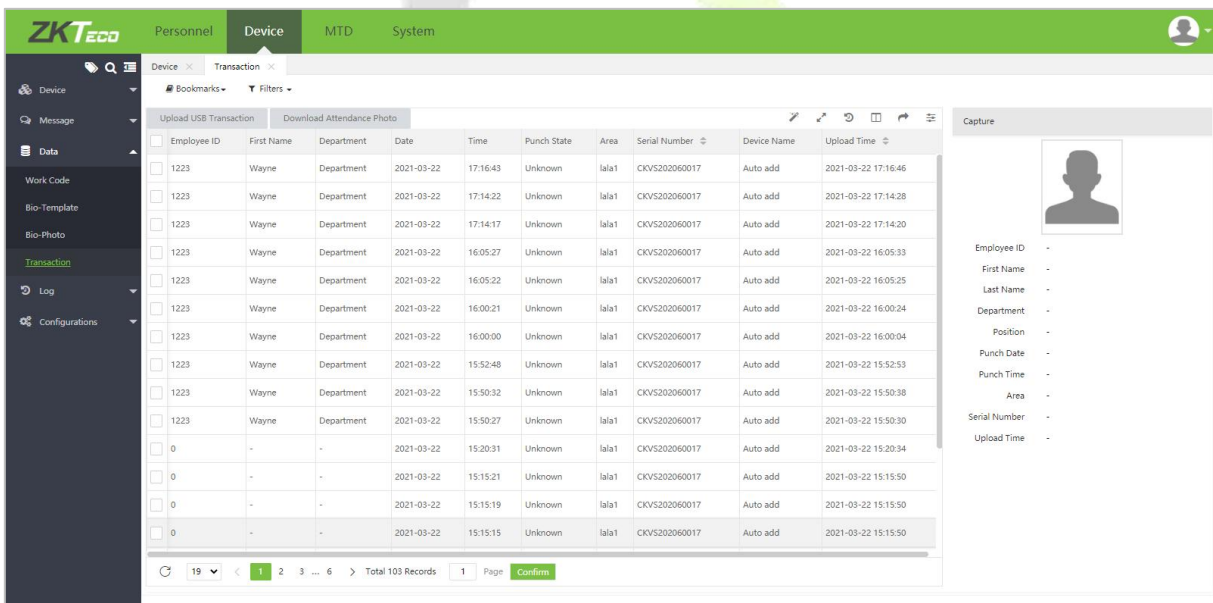 ZKTeco
Personnel Device MTD System
Device Transaction
Bookmarks Filters
Device
Message
Data
Work Code
Bio-Template
Bio-Photo
Transaction
Log
Configurations
Upload USB Transaction Download Attendance Photo
Employee ID First Name Department Date Time Punch State Area Serial Number Device Name Upload Time
1223 Wayne Department 2021-03-22 17:16:43 Unknown lala1 CKVS202060017 Auto add 2021-03-22 17:16:46
1223 Wayne Department 2021-03-22 17:14:22 Unknown lala1 CKVS202060017 Auto add 2021-03-22 17:14:28
1223 Wayne Department 2021-03-22 17:14:17 Unknown lala1 CKVS202060017 Auto add 2021-03-22 17:14:20
1223 Wayne Department 2021-03-22 16:05:27 Unknown lala1 CKVS202060017 Auto add 2021-03-22 16:05:33
1223 Wayne Department 2021-03-22 16:05:22 Unknown lala1 CKVS202060017 Auto add 2021-03-22 16:05:25
1223 Wayne Department 2021-03-22 16:00:21 Unknown lala1 CKVS202060017 Auto add 2021-03-22 16:00:24
1223 Wayne Department 2021-03-22 16:00:00 Unknown lala1 CKVS202060017 Auto add 2021-03-22 16:00:04
1223 Wayne Department 2021-03-22 15:52:48 Unknown lala1 CKVS202060017 Auto add 2021-03-22 15:52:53
1223 Wayne Department 2021-03-22 15:50:32 Unknown lala1 CKVS202060017 Auto add 2021-03-22 15:50:38
1223 Wayne Department 2021-03-22 15:50:27 Unknown lala1 CKVS202060017 Auto add 2021-03-22 15:50:30
0 - - 2021-03-22 15:20:31 Unknown lala1 CKVS202060017 Auto add 2021-03-22 15:20:34
0 - - 2021-03-22 15:15:21 Unknown lala1 CKVS202060017 Auto add 2021-03-22 15:15:50
0 - - 2021-03-22 15:15:19 Unknown lala1 CKVS202060017 Auto add 2021-03-22 15:15:50
0 - - 2021-03-22 15:15:15 Unknown lala1 CKVS202060017 Auto add 2021-03-22 15:15:50
19 < 1 2 3 ... 6 > Total 103 Records 1 Page Confirm
Capture
Employee ID -
First Name -
Last Name -
Department -
Position -
Punch Date -
Punch Time -
Area -
Serial Number -
Upload Time -